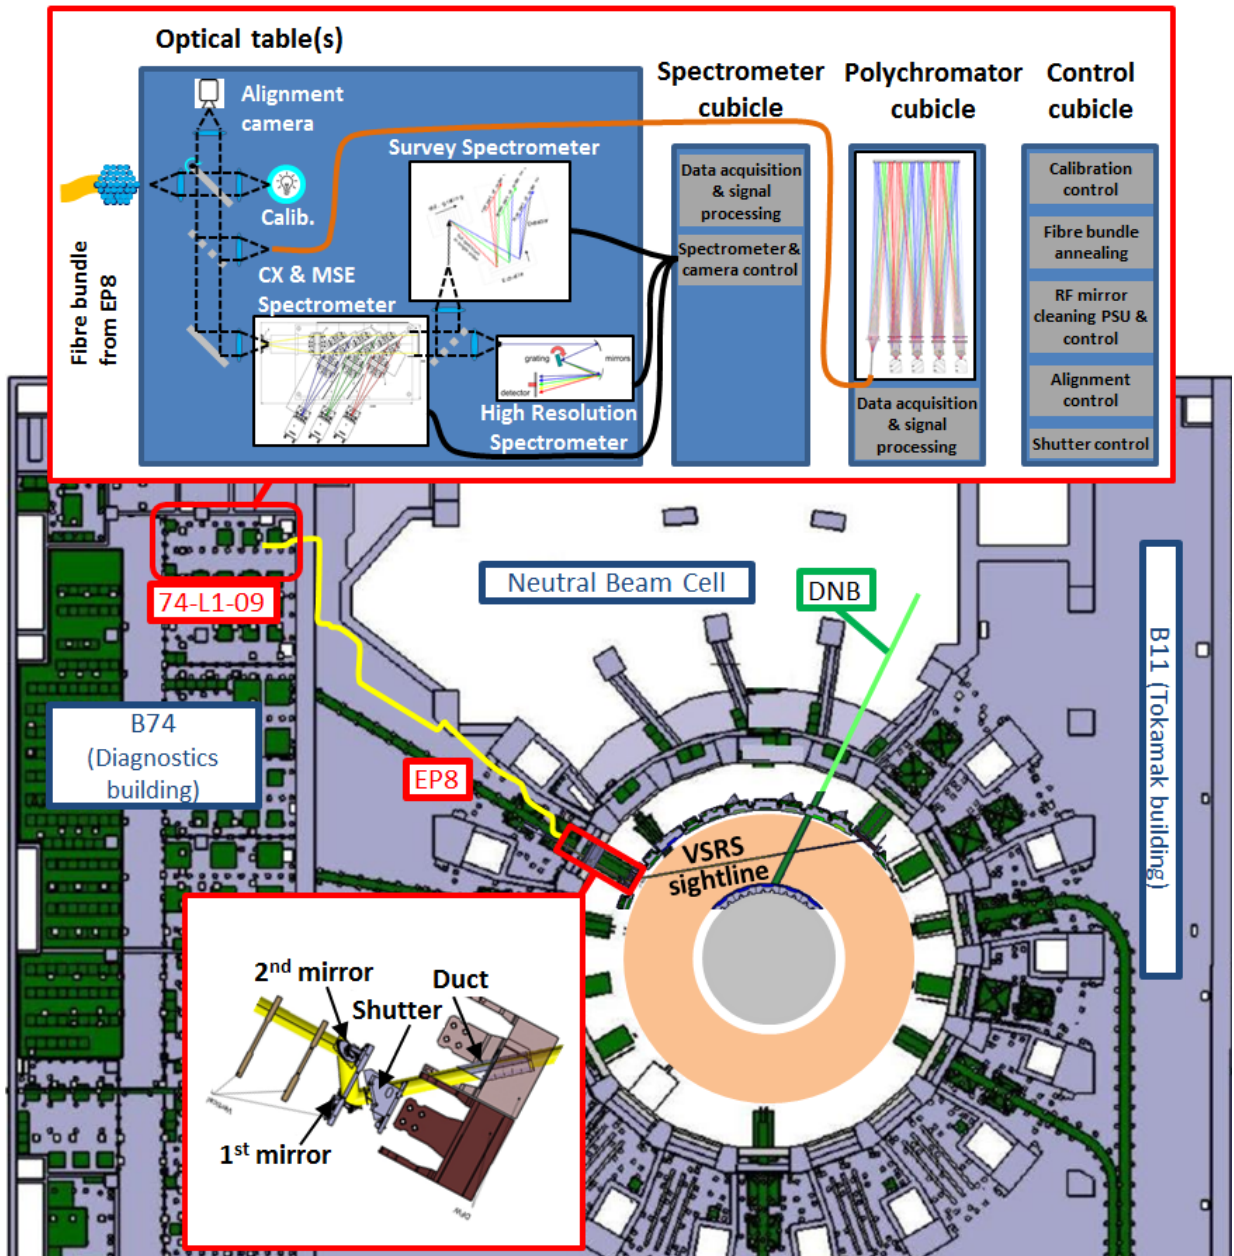 Optical table(s)
Spectrometer
cubicle
Polychromator
cubicle
Control
cubicle
Alignment
camera
Survey Spectrometer
Calib.
Fibre bundle
from EP8
CX & MSE
Spectrometer
grating
mirrors
detector
High Resolution
Spectrometer
Data acquisition
& signal
processing
Spectrometer &
camera control
Data acquisition
& signal
processing
Calibration
control
Fibre bundle
annealing
RF mirror
cleaning PSU &
control
Alignment
control
Shutter control
74-L1-09
Neutral Beam Cell
DNB
B11 (Tokamak building)
B74
(Diagnostics
building)
EP8
VSRS
sightline
2nd mirror
Shutter
Duct
1st mirror
Vertical
DFW